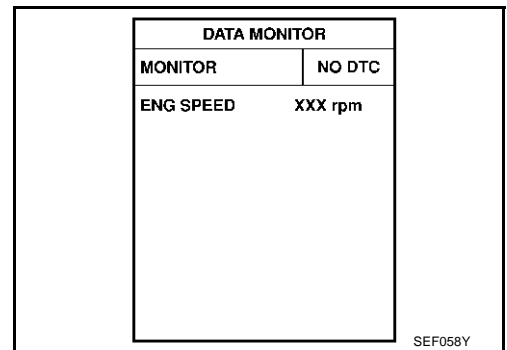 DATA MONITOR
MONITOR NO DTC
ENG SPEED XXX rpm
SEF058Y